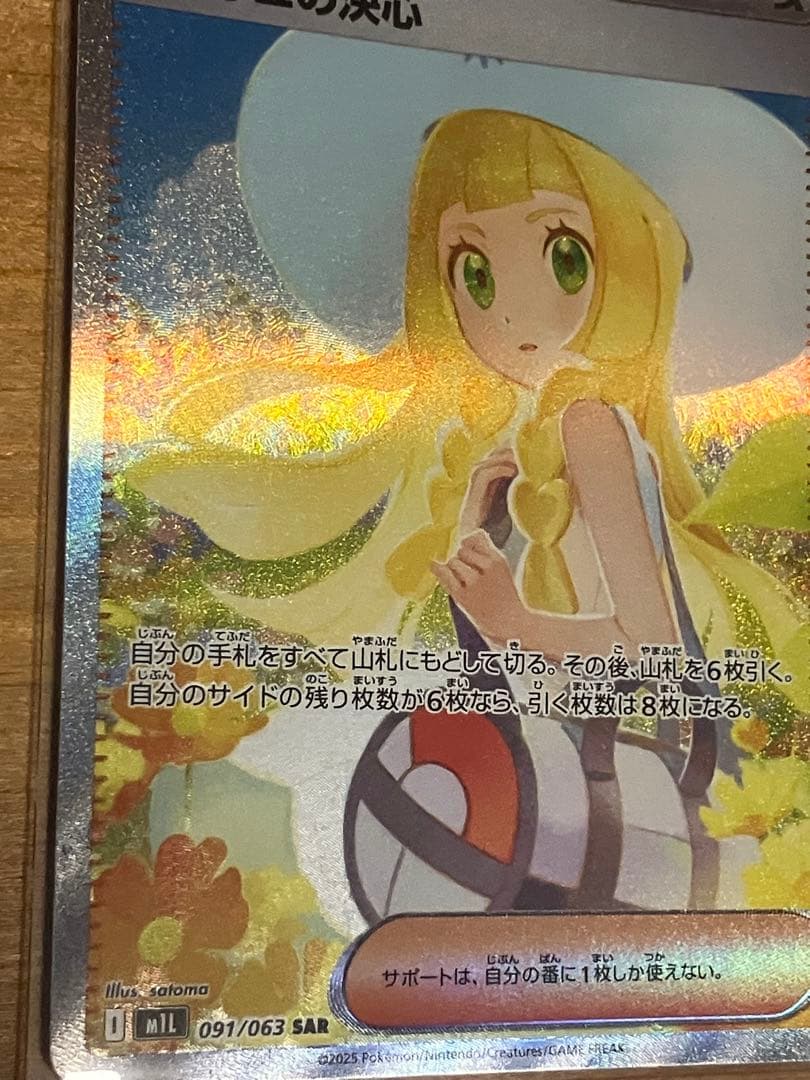 の決心
自分の手札をすべて山札にもどして切る。その後、山札を6枚引く。
自分のサイドの残り枚数が6枚なら、引く枚数は8枚になる。
サポートは、自分の番に1枚しか使えない。
Illus. satoma
I M1L 091/063 SAR
©2025 Pokémon/Nintendo/Creatures/GAME FREAK